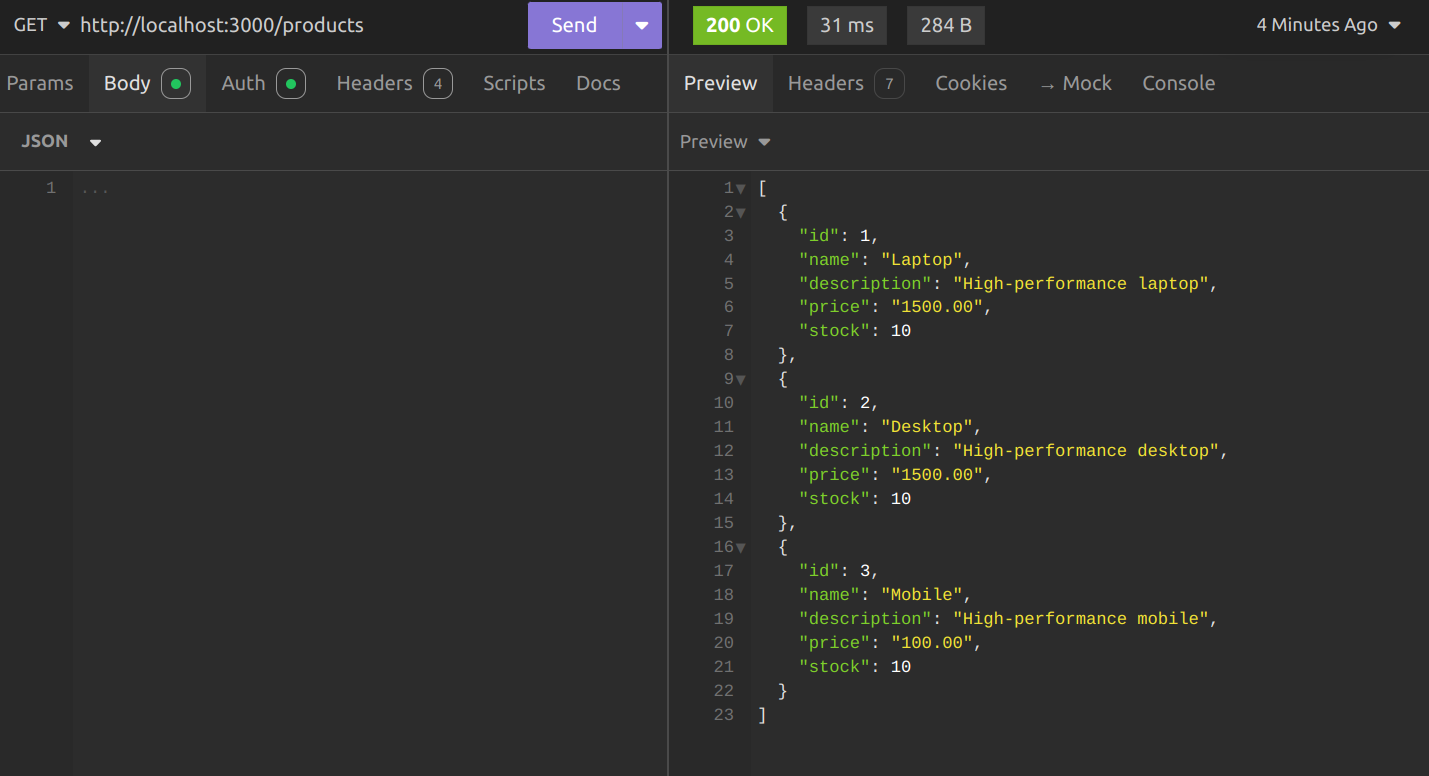 GET http://localhost:3000/products Send 200 OK 31 ms 284 B 4 Minutes Ago
Params Body Auth Headers 4 Scripts Docs Preview Headers 7 Cookies → Mock Console
JSON Preview
1 ...
1 [
2 {
3 "id": 1,
4 "name": "Laptop",
5 "description": "High-performance laptop",
6 "price": "1500.00",
7 "stock": 10
8 },
9 {
10 "id": 2,
11 "name": "Desktop",
12 "description": "High-performance desktop",
13 "price": "1500.00",
14 "stock": 10
15 },
16 {
17 "id": 3,
18 "name": "Mobile",
19 "description": "High-performance mobile",
20 "price": "100.00",
21 "stock": 10
22 }
23 ]